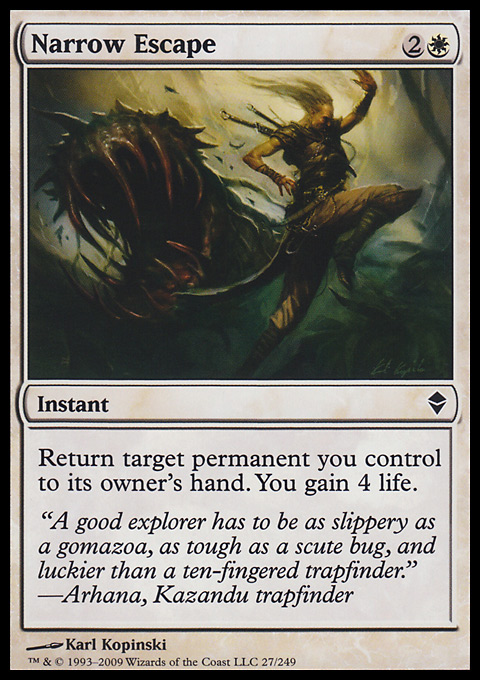 Narrow Escape 2
Instant
Return target permanent you control
to its owner's hand. You gain 4 life.
“A good explorer has to be as slippery as
a gomazoa, as tough as a scute bug, and
luckier than a ten-fingered trapfinder.”
—Arhana, Kazandu trapfinder
Karl Kopinski
™ & © 1993–2009 Wizards of the Coast LLC 27/249